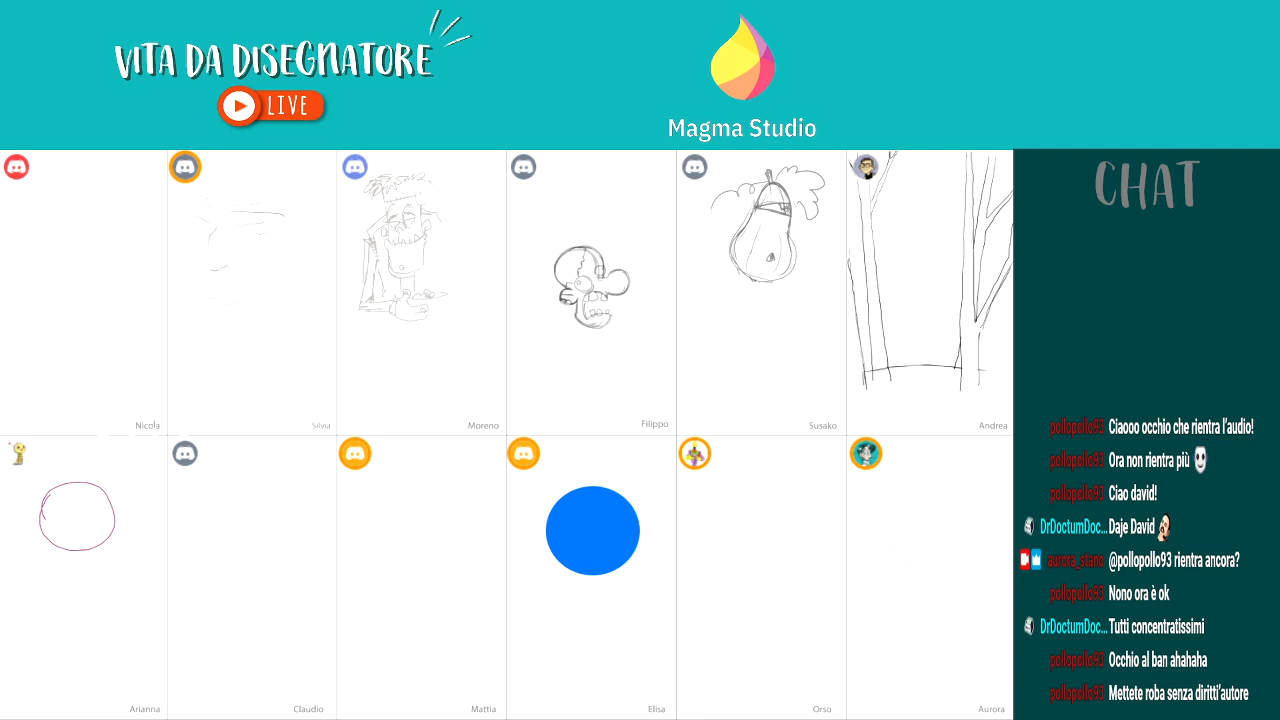 VITA DA DISEGNATORE
LIVE
Magma Studio
CHAT
Nicola
Silvia
Moreno
Filippo
Susako
Andrea
pollopollo93 Ciaooo occhio che rientra l'audio!
pollopollo93 Ora non rientra più
pollopollo93 Ciao david!
DrDoctumDoc... Daje David
aurora_stano @pollopollo93 rientra ancora?
pollopollo93 Nono ora è ok
DrDoctumDoc... Tutti concentratissimi
pollopollo93 Occhio al ban ahahaha
pollopollo93 Mettete roba senza diritti'autore
Arianna
Claudio
Mattia
Elisa
Orso
Aurora